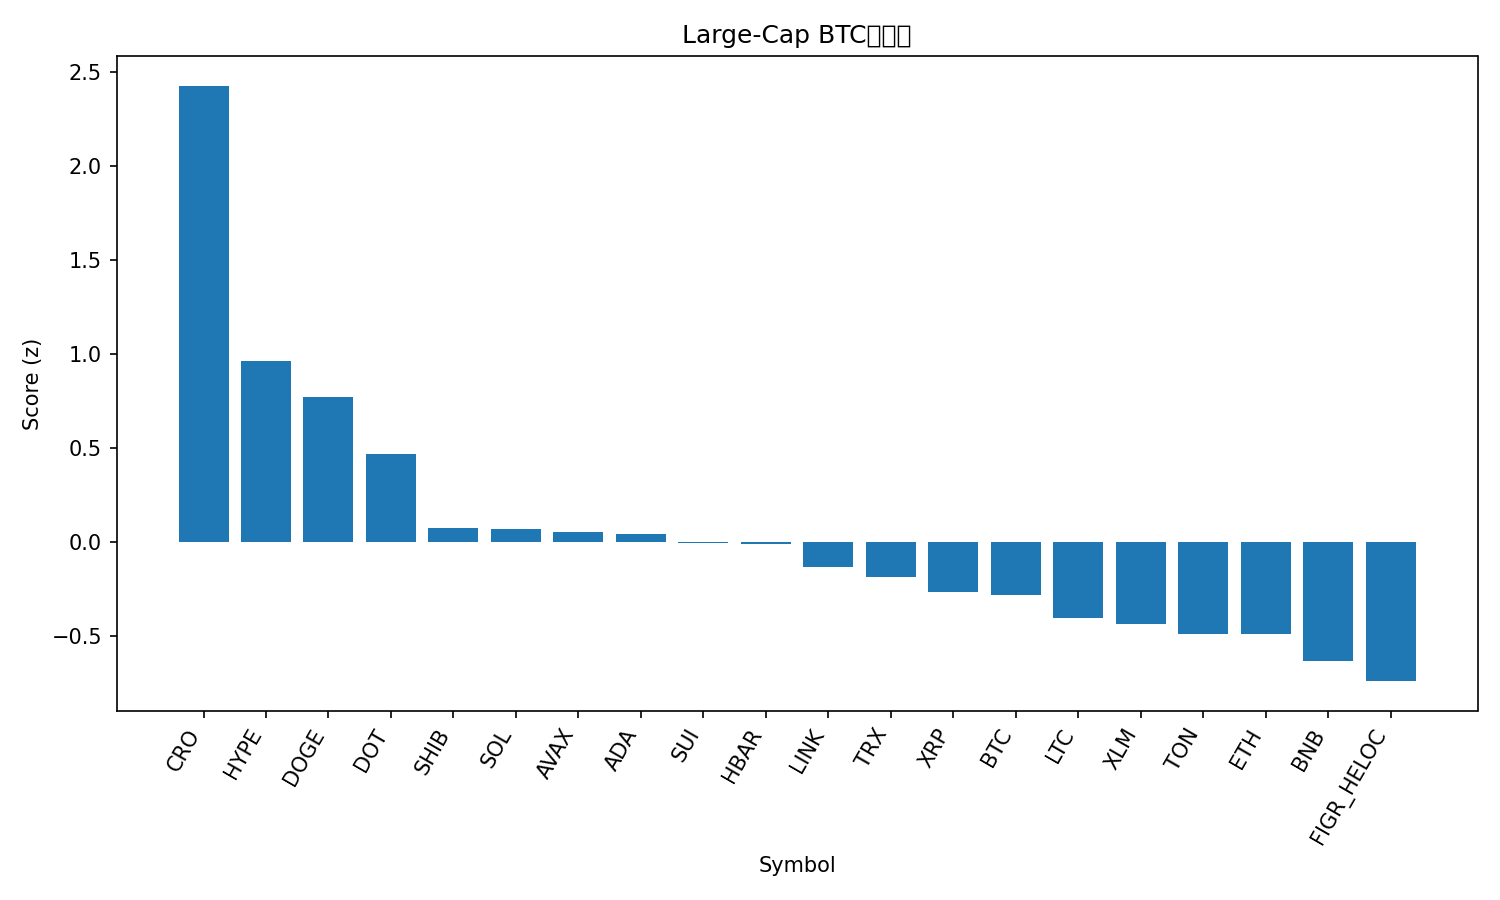 Large-Cap BTC
2.5
2.0
1.5
1.0
0.5
0.0
−0.5
Score (z)
CRO
HYPE
DOGE
DOT
SHIB
SOL
AVAX
ADA
SUI
HBAR
LINK
TRX
XRP
BTC
LTC
XLM
TON
ETH
BNB
FIGR_HELOC
Symbol